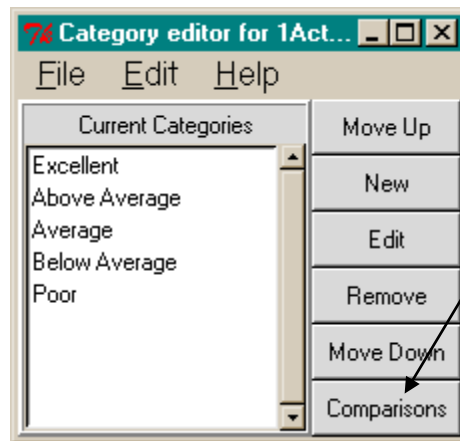 7% Category editor for 1Act...
File Edit Help
Current Categories
Excellent
Above Average
Average
Below Average
Poor
Move Up
New
Edit
Remove
Move Down
Comparisons